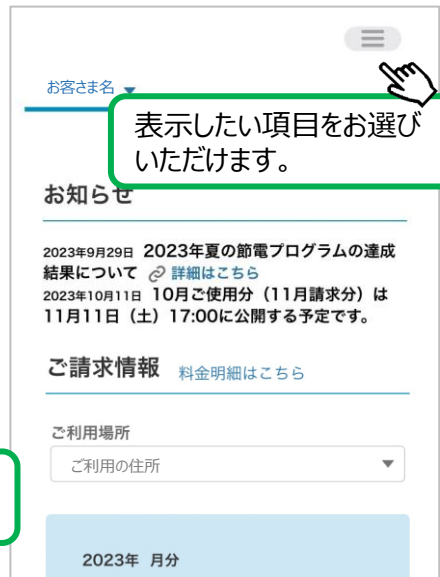 お客さま名
表示したい項目をお選び
いただけます。
お知らせ
2023年9月29日 2023年夏の節電プログラムの達成
結果について 詳細はこちら
2023年10月11日 10月ご使用分（11月請求分）は
11月11日（土）17:00に公開する予定です。
ご請求情報 料金明細はこちら
ご利用場所
ご利用の住所
2023年 月分